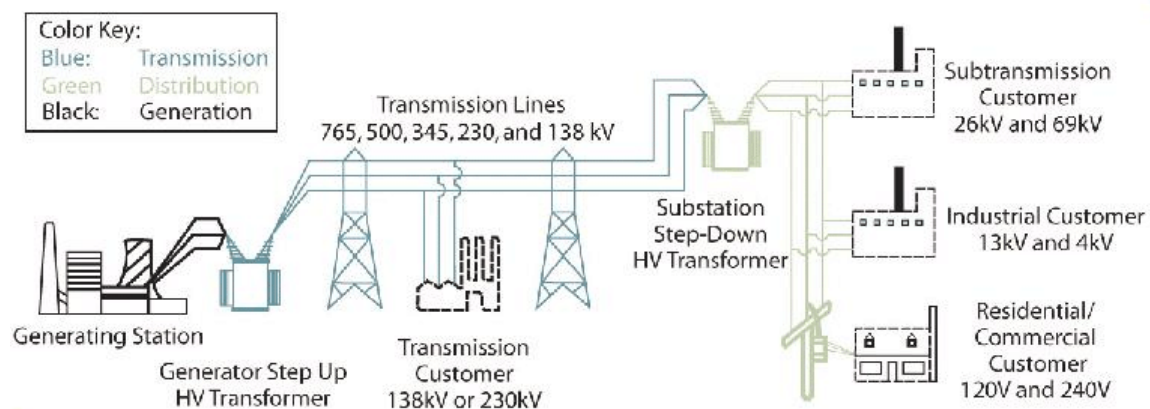 Color Key:
Blue: Transmission
Green Distribution
Black: Generation
Transmission Lines
765, 500, 345, 230, and 138 kV
Subtransmission
Customer
26kV and 69kV
Substation
Step-Down
HV Transformer
Industrial Customer
13kV and 4kV
Generating Station
Generator Step Up
HV Transformer
Transmission
Customer
138kV or 230kV
Residential/
Commercial
Customer
120V and 240V